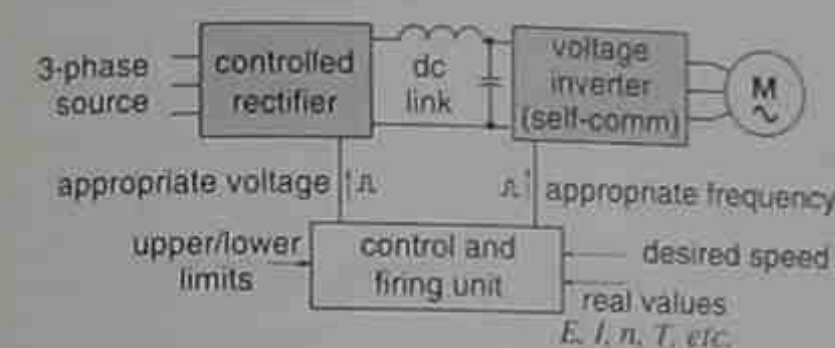 3-phase
source
controlled
rectifier
dc
link
voltage
inverter
(self-comm)
M
appropriate voltage
appropriate frequency
upper/lower
limits
control and
firing unit
desired speed
real values
E, I, n, T, etc.